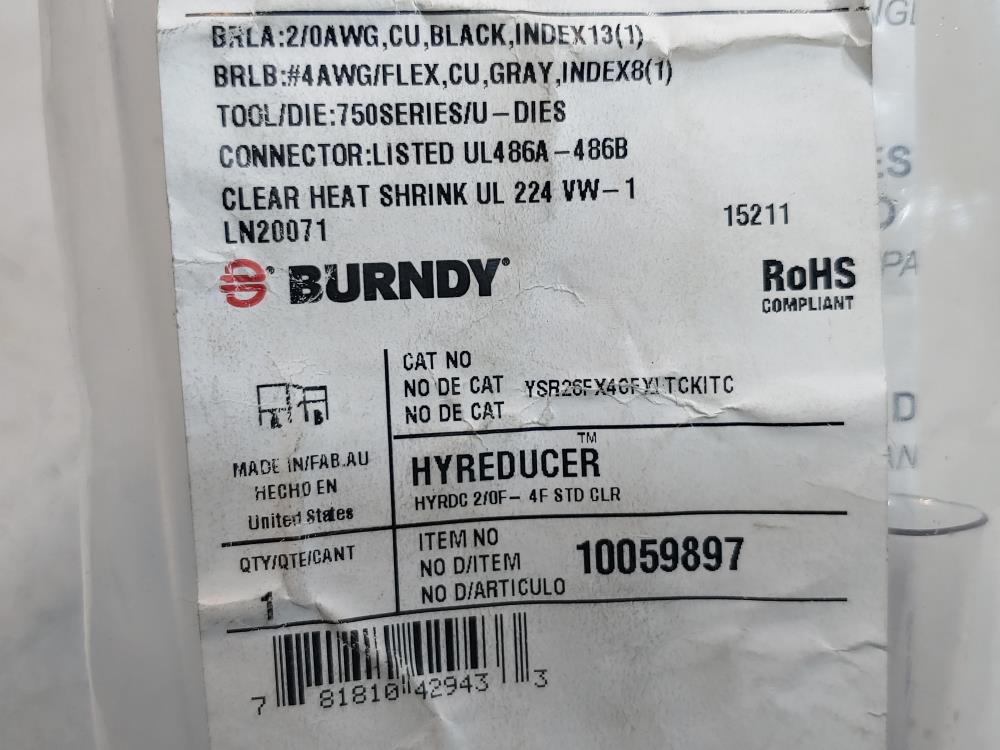 BRLA:2/0AWG,CU,BLACK,INDEX13(1)
BRLB:#4AWG/FLEX,CU,GRAY,INDEX8(1)
TOOL/DIE:750SERIES/U-DIES
CONNECTOR:LISTED UL486A-486B
CLEAR HEAT SHRINK UL 224 VW-1
LN20071
15211
BURNDY®
RoHS
COMPLIANT
CAT NO
NO DE CAT
NO DE CAT
A B
MADE IN/FAB.AU
HECHO EN
United States
HYREDUCER™
HYRDC 2/0F- 4F STD CLR
QTY/QTE/CANT
1
ITEM NO
NO D/ITEM
NO D/ARTICULO
10059897
7 81810 42943 3